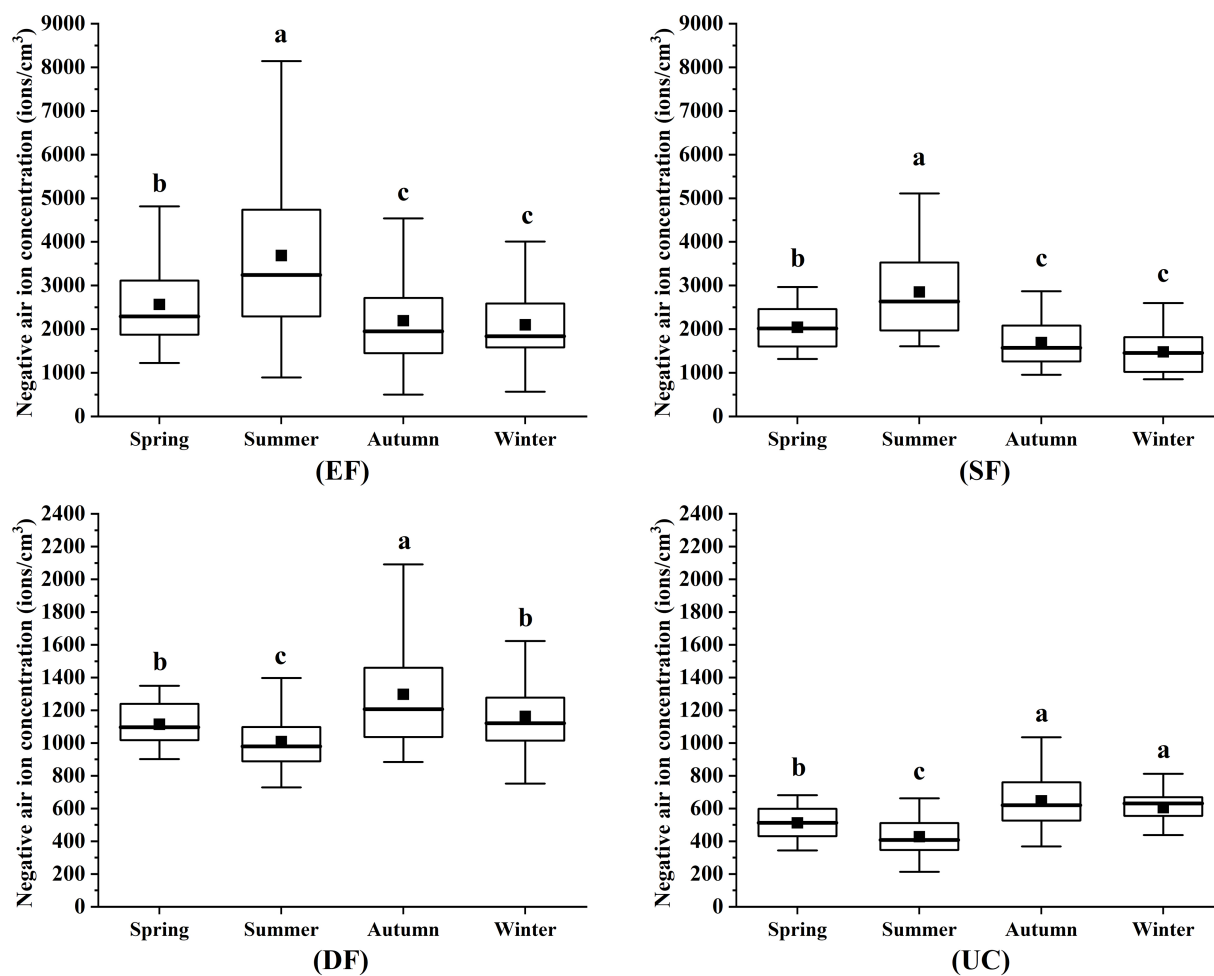 Negative air ion concentration (ions/cm³)
9000
8000
7000
6000
5000
4000
3000
2000
1000
0
b
a
c
c
Spring Summer Autumn Winter
(EF)
Negative air ion concentration (ions/cm³)
9000
8000
7000
6000
5000
4000
3000
2000
1000
0
b
a
c
c
Spring Summer Autumn Winter
(SF)
Negative air ion concentration (ions/cm³)
2400
2200
2000
1800
1600
1400
1200
1000
800
600
400
200
0
b
c
a
b
Spring Summer Autumn Winter
(DF)
Negative air ion concentration (ions/cm³)
2400
2200
2000
1800
1600
1400
1200
1000
800
600
400
200
0
b
c
a
a
Spring Summer Autumn Winter
(UC)